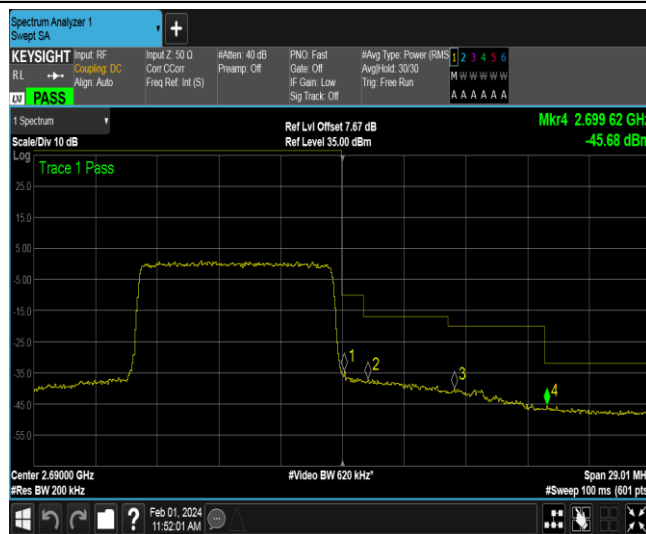 Spectrum Analyzer 1
Swept SA
+
KEYSIGHT Input: RF Input Z: 50 Ω #Atten: 40 dB PNO: Fast #Avg Type: Power (RMS 1 2 3 4 5 6
RL Coupling: DC Corr CCorr Preamp: Off Gate: Off Avg|Hold: 30/30 M W W W W W
Align: Auto Freq Ref: Int (S) IF Gain: Low Trig: Free Run
LXI PASS Sig Track: Off A A A A A A
1 Spectrum Ref Lvl Offset 7.67 dB Mkr4 2.699 62 GHz
Scale/Div 10 dB Ref Level 35.00 dBm -45.68 dBm
Log
Trace 1 Pass
25.0
15.0
5.00
-5.00
-15.0
-25.0
-35.0
1
2
3
4
-45.0
-55.0
Center 2.69000 GHz #Video BW 620 kHz* Span 29.01 MH
#Res BW 200 kHz #Sweep 100 ms (601 pts
? Feb 01, 2024
11:52:01 AM